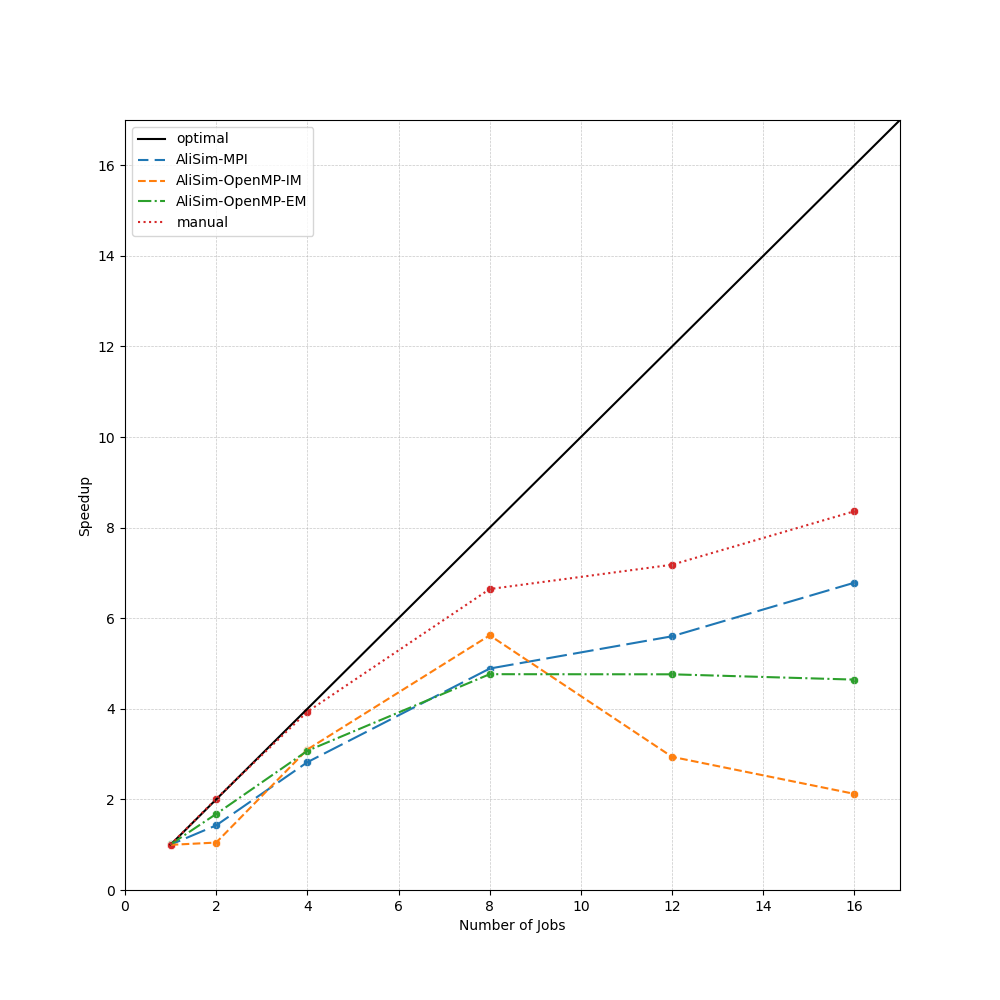 optimal
AliSim-MPI
AliSim-OpenMP-IM
AliSim-OpenMP-EM
manual
16
14
12
10
8
6
4
2
0
Speedup
0 2 4 6 8 10 12 14 16
Number of Jobs